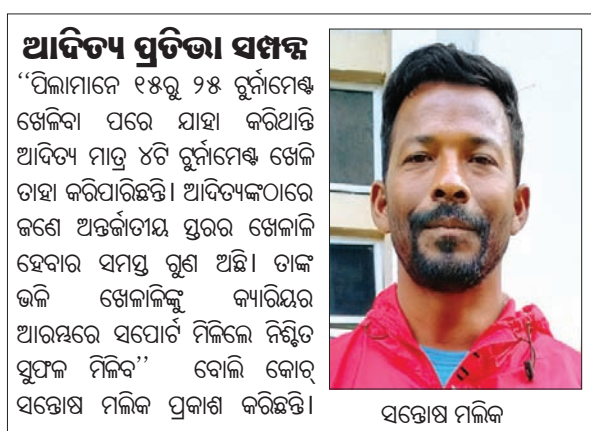 ଆଦିତ୍ୟ ପ୍ରତିଭା ସମ୍ପନ୍ନ
‘‘ପିଲାମାନେ ୧୫ରୁ ୨୫ ଟୁର୍ନାମେଣ୍ଟ
ଖେଳିବା ପରେ ଯାହା କରିଥାନ୍ତି
ଆଦିତ୍ୟ ମାତ୍ର ୪ଟି ଟୁର୍ନାମେଣ୍ଟ ଖେଳି
ତାହା କରିପାରିଛନ୍ତି। ଆଦିତ୍ୟଙ୍କଠାରେ
ଜଣେ ଅନ୍ତର୍ଜାତୀୟ ସ୍ତରର ଖେଳାଳି
ହେବାର ସମସ୍ତ ଗୁଣ ଅଛି। ତାଙ୍କ
ଭଳି ଖେଳାଳିଙ୍କୁ କ୍ୟାରିୟର
ଆରମ୍ଭରେ ସପୋର୍ଟ ମିଳିଲେ ନିଶ୍ଚିତ
ସୁଫଳ ମିଳିବ’’ ବୋଲି କୋଚ୍
ସନ୍ତୋଷ ମଲିକ ପ୍ରକାଶ କରିଛନ୍ତି।
ସନ୍ତୋଷ ମଲିକ